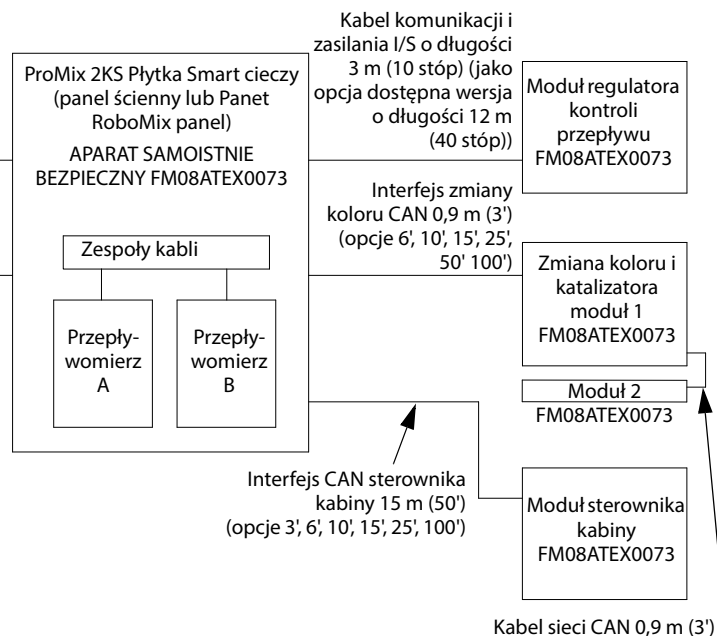 Kabel komunikacji i
zasilania I/S o długości
3 m (10 stóp) (jako
opcja dostępna wersja
o długości 12 m
(40 stóp))
ProMix 2KS Płytka Smart cieczy
(panel ścienny lub Panet
RoboMix panel)
APARAT SAMOISTNIE
BEZPIECZNY FM08ATEX0073
Moduł regulatora
kontroli
przepływu
FM08ATEX0073
Interfejs zmiany
koloru CAN 0,9 m (3')
(opcje 6', 10', 15', 25',
50' 100')
Zespoły kabli
Przepły-
womierz
A
Przepły-
womierz
B
Zmiana koloru i
katalizatora
moduł 1
FM08ATEX0073
Moduł 2
FM08ATEX0073
Interfejs CAN sterownika
kabiny 15 m (50')
(opcje 3', 6', 10', 15', 25', 100')
Moduł sterownika
kabiny
FM08ATEX0073
Kabel sieci CAN 0,9 m (3')